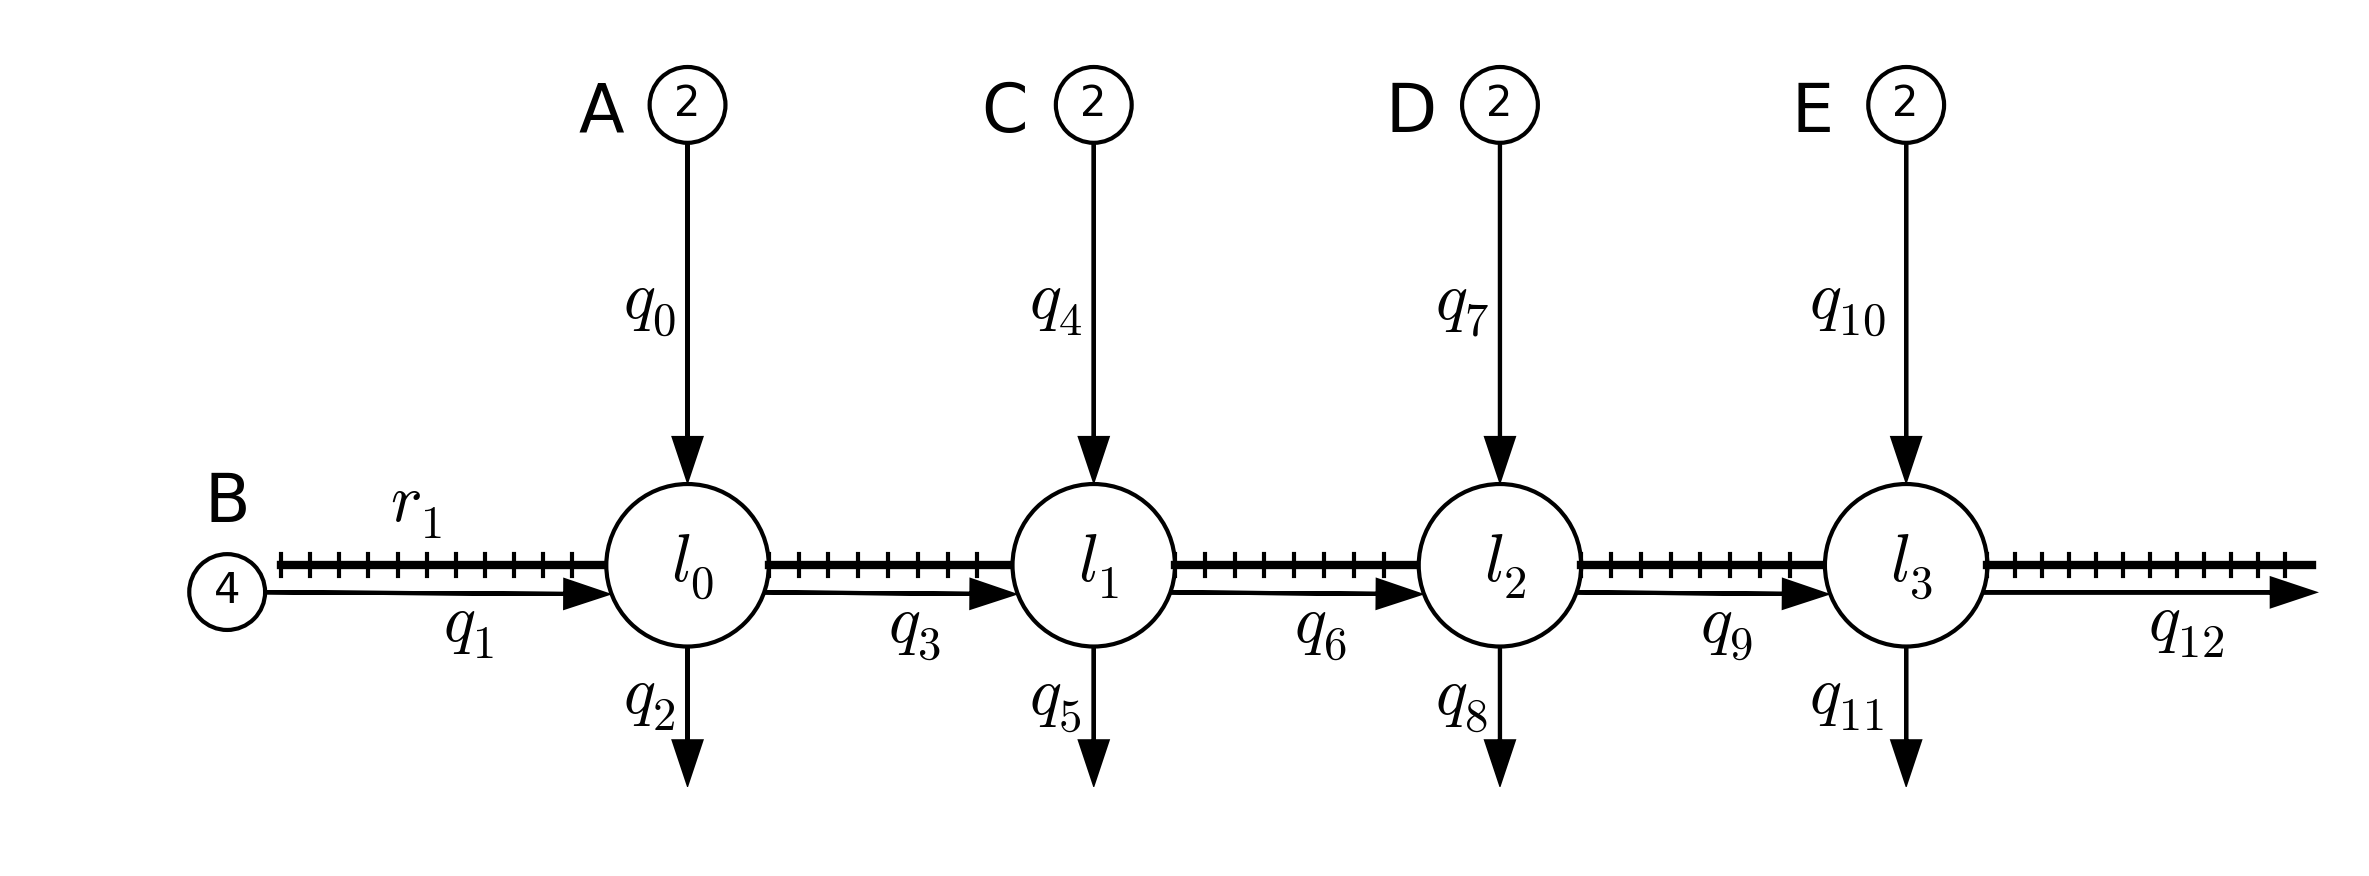 A 2 C 2 D 2 E 2
q₀ q₄ q₇ q₁₀
B r₁
4 l₀ l₁ l₂ l₃
q₁ q₃ q₆ q₉ q₁₂
q₂ q₅ q₈ q₁₁